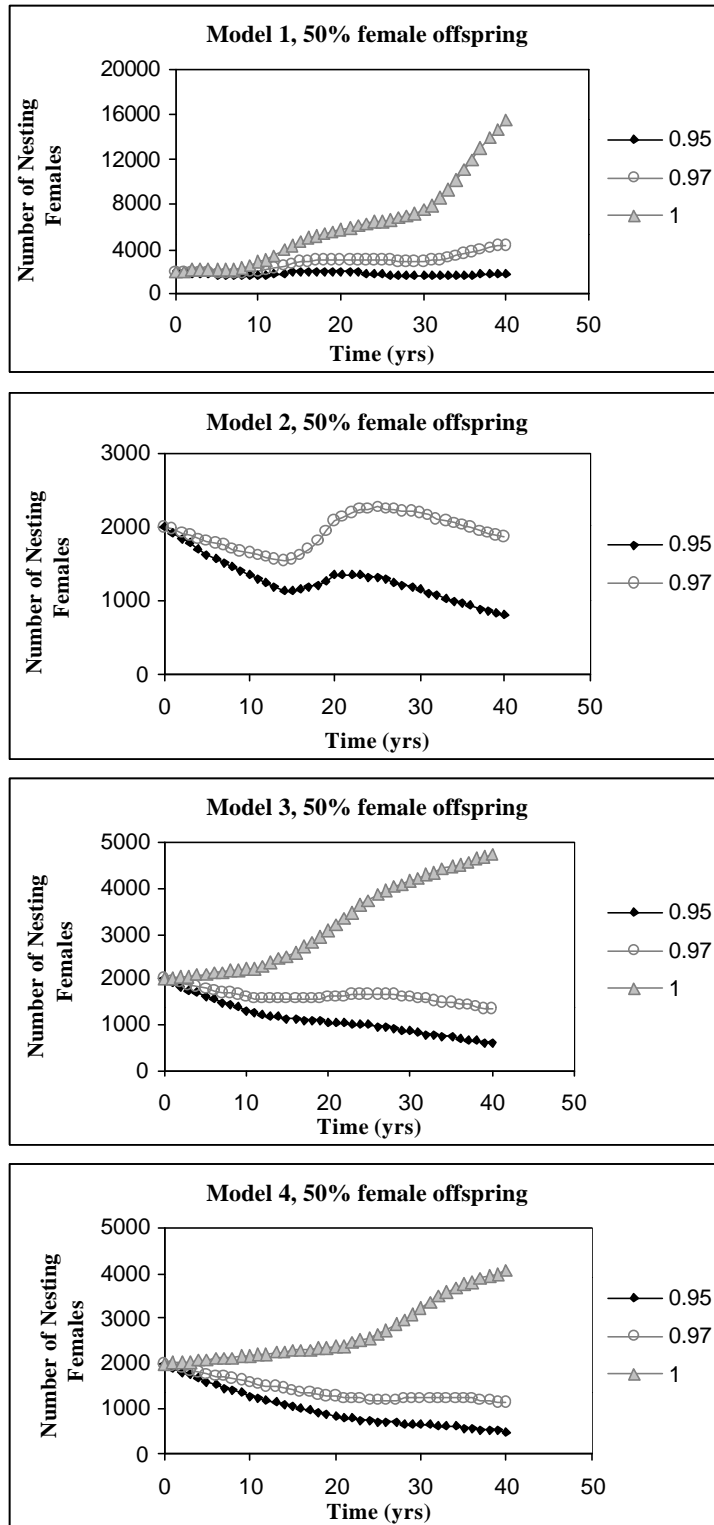 Model 1, 50% female offspring
Number of Nesting
Females
20000
16000
12000
8000
4000
0
0 10 20 30 40 50
Time (yrs)
0.95
0.97
1
Model 2, 50% female offspring
Number of Nesting
Females
3000
2000
1000
0
0 10 20 30 40 50
Time (yrs)
0.95
0.97
Model 3, 50% female offspring
Number of Nesting
Females
5000
4000
3000
2000
1000
0
0 10 20 30 40 50
Time (yrs)
0.95
0.97
1
Model 4, 50% female offspring
Number of Nesting
Females
5000
4000
3000
2000
1000
0
0 10 20 30 40 50
Time (yrs)
0.95
0.97
1